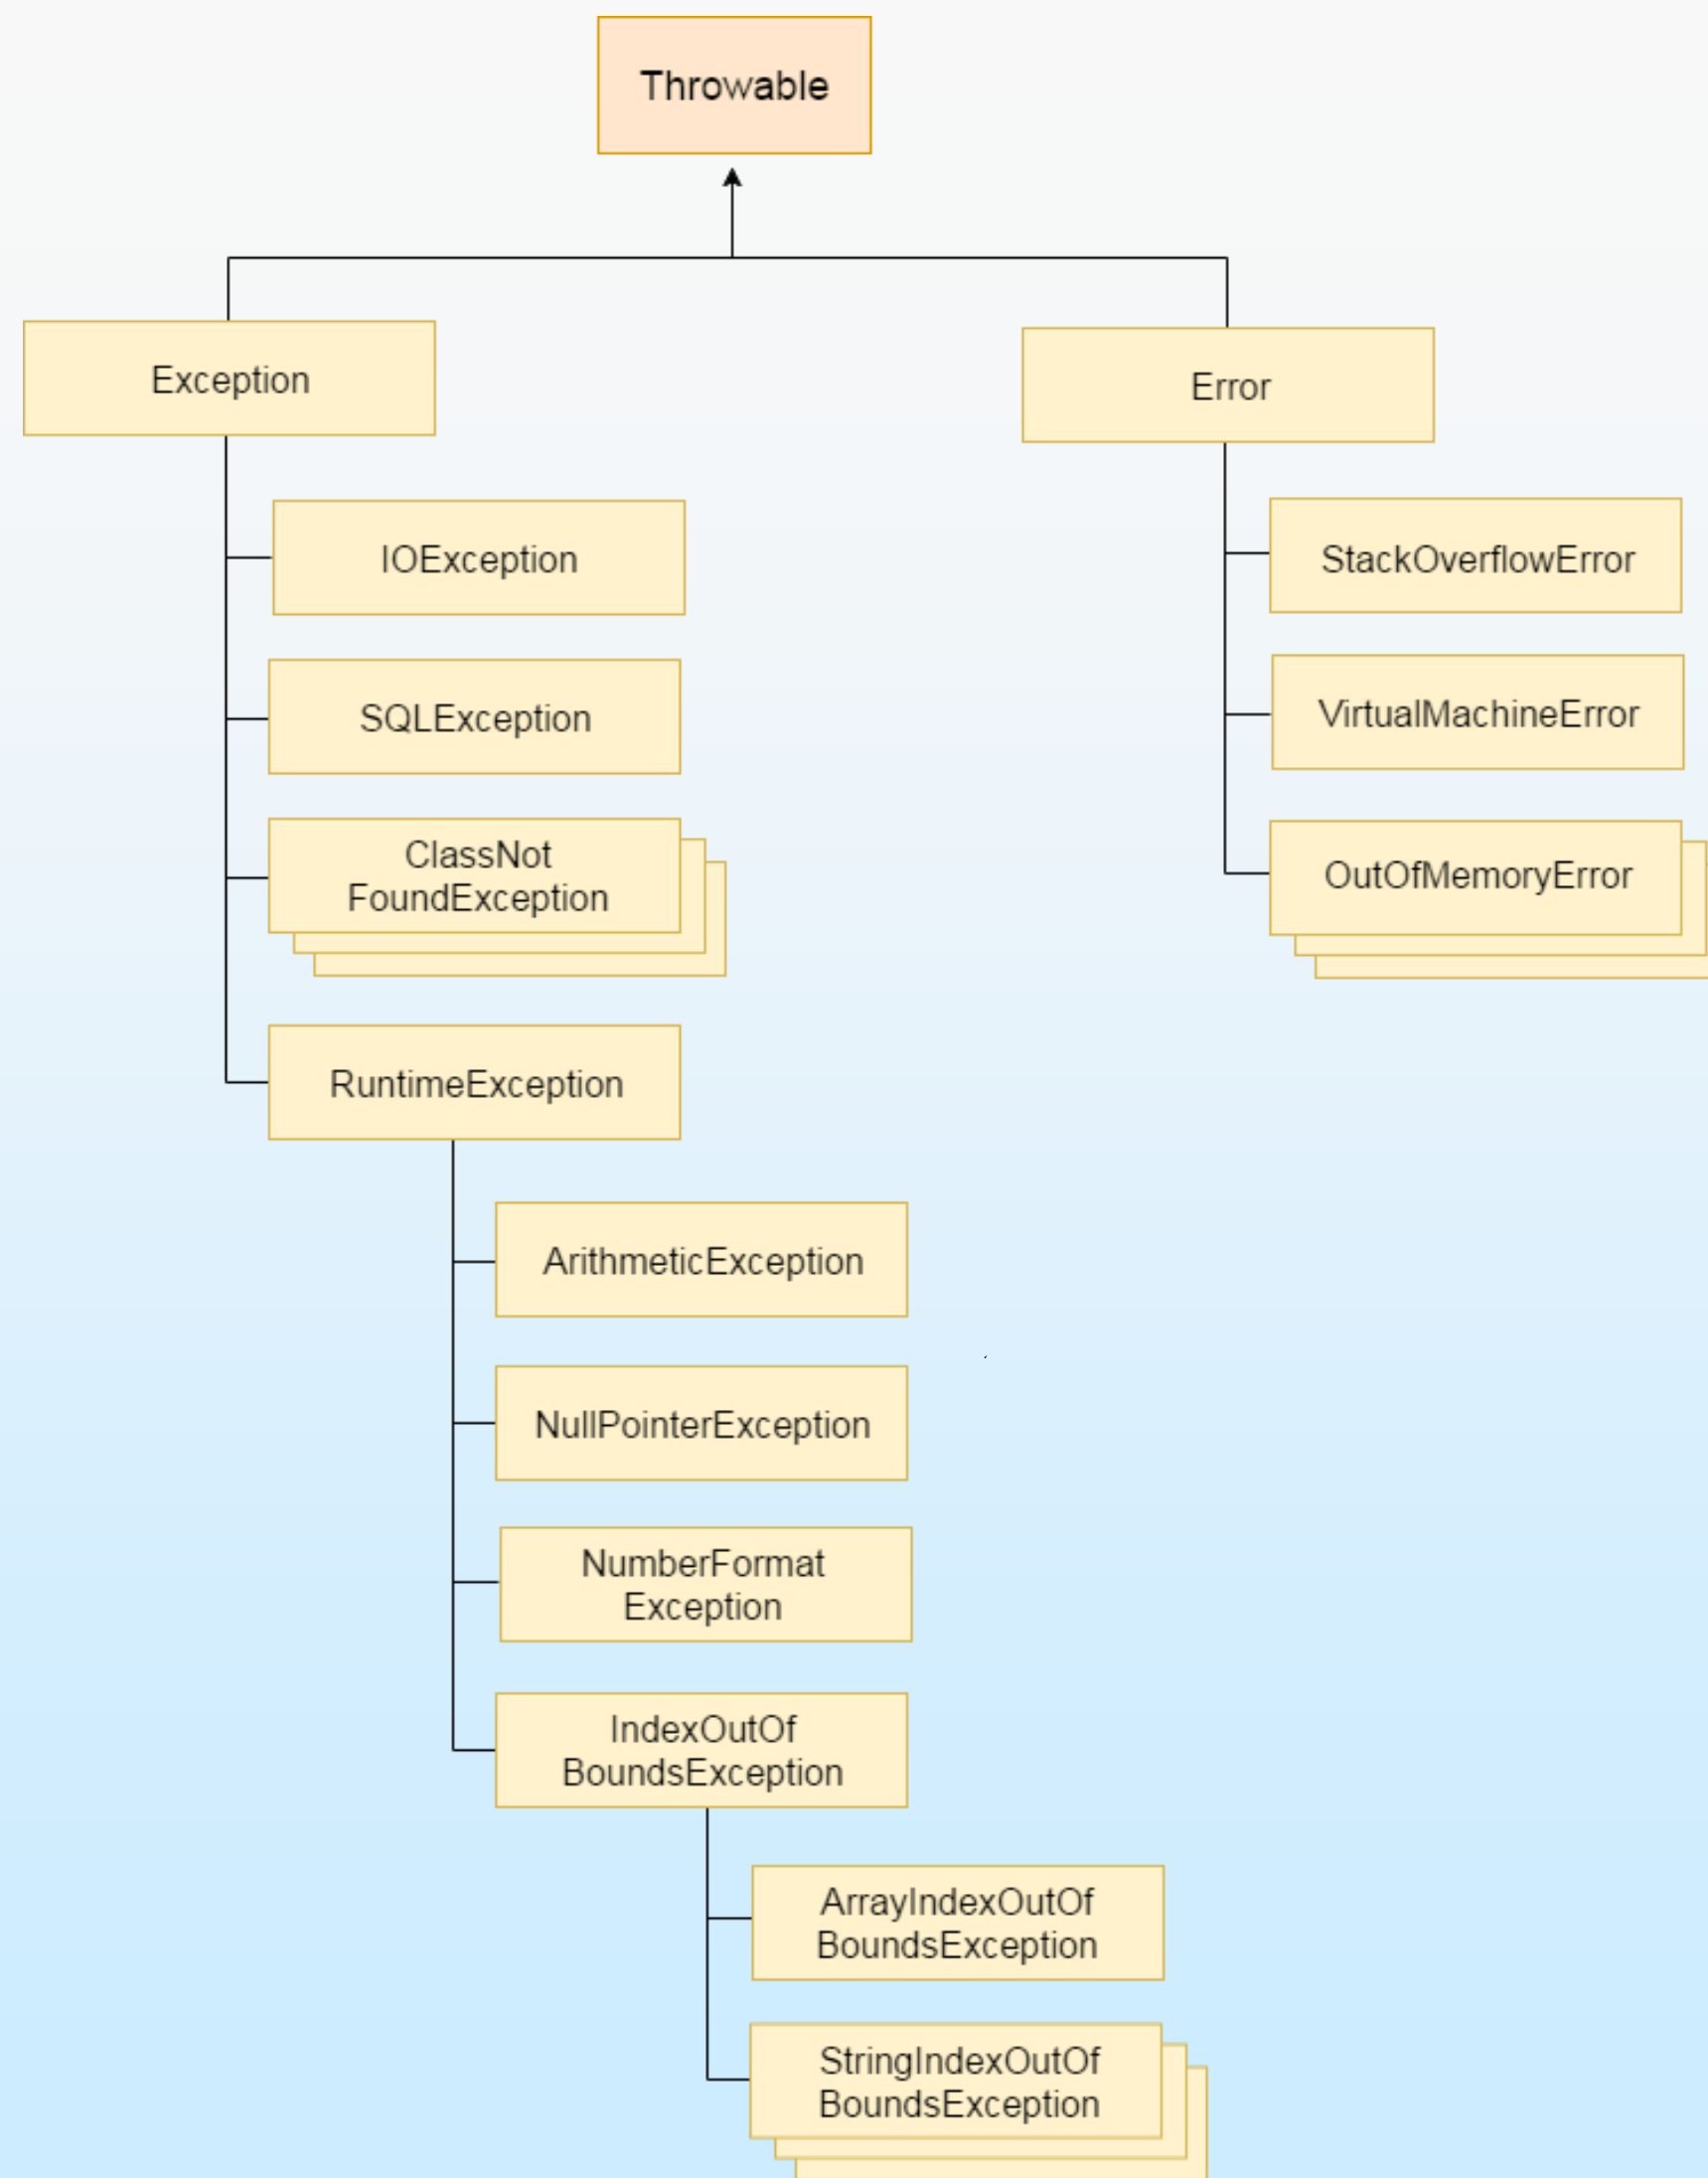 Throwable
Exception
Error
IOException
StackOverflowError
SQLException
VirtualMachineError
ClassNot
FoundException
OutOfMemoryError
RuntimeException
ArithmeticException
NullPointerException
NumberFormat
Exception
IndexOutOf
BoundsException
ArrayIndexOutOf
BoundsException
StringIndexOutOf
BoundsException